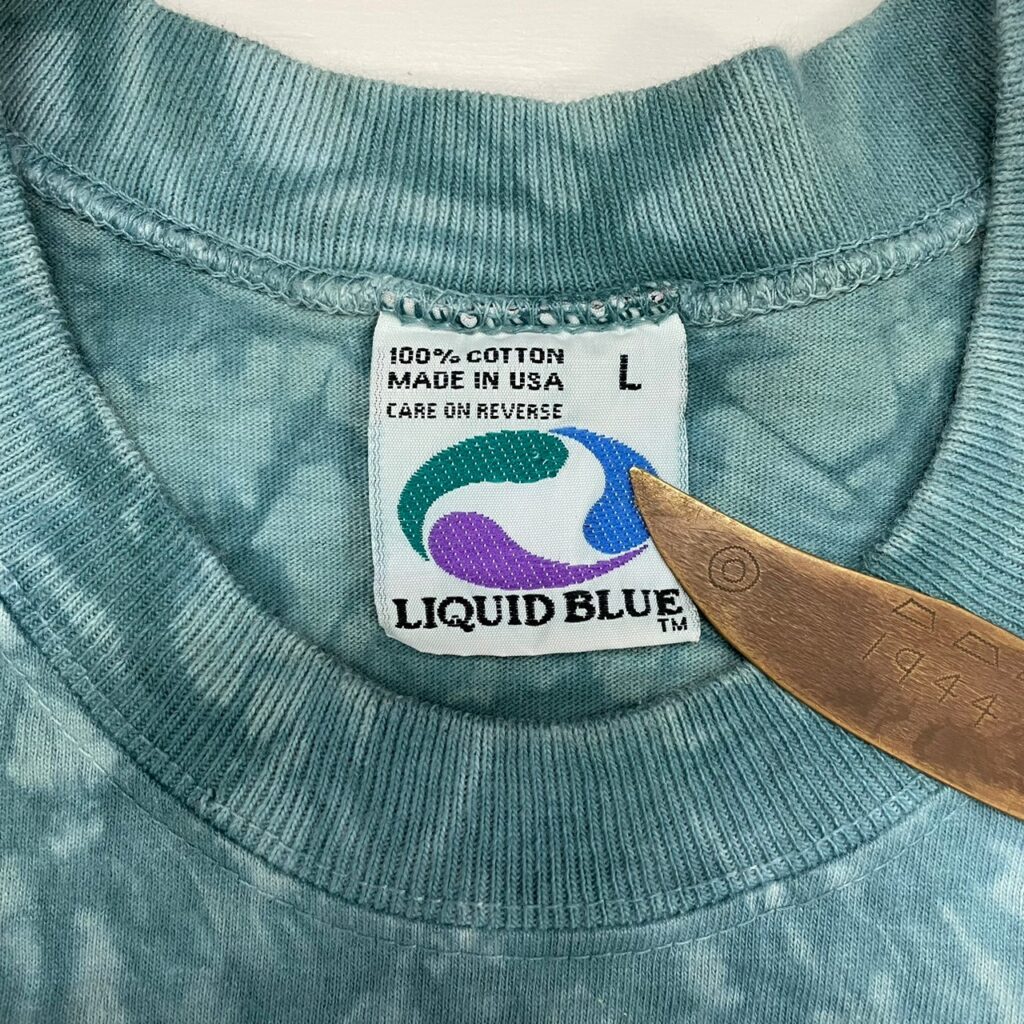 100% COTTON
MADE IN USA
L
CARE ON REVERSE
LIQUID BLUE
TM
1944